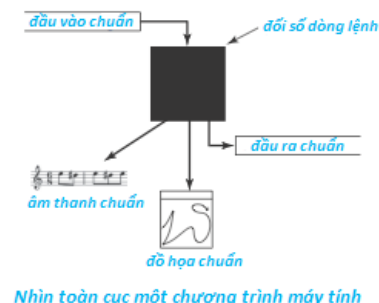 đầu vào chuẩn
đối số dòng lệnh
đầu ra chuẩn
âm thanh chuẩn
đồ họa chuẩn
Nhìn toàn cục một chương trình máy tính